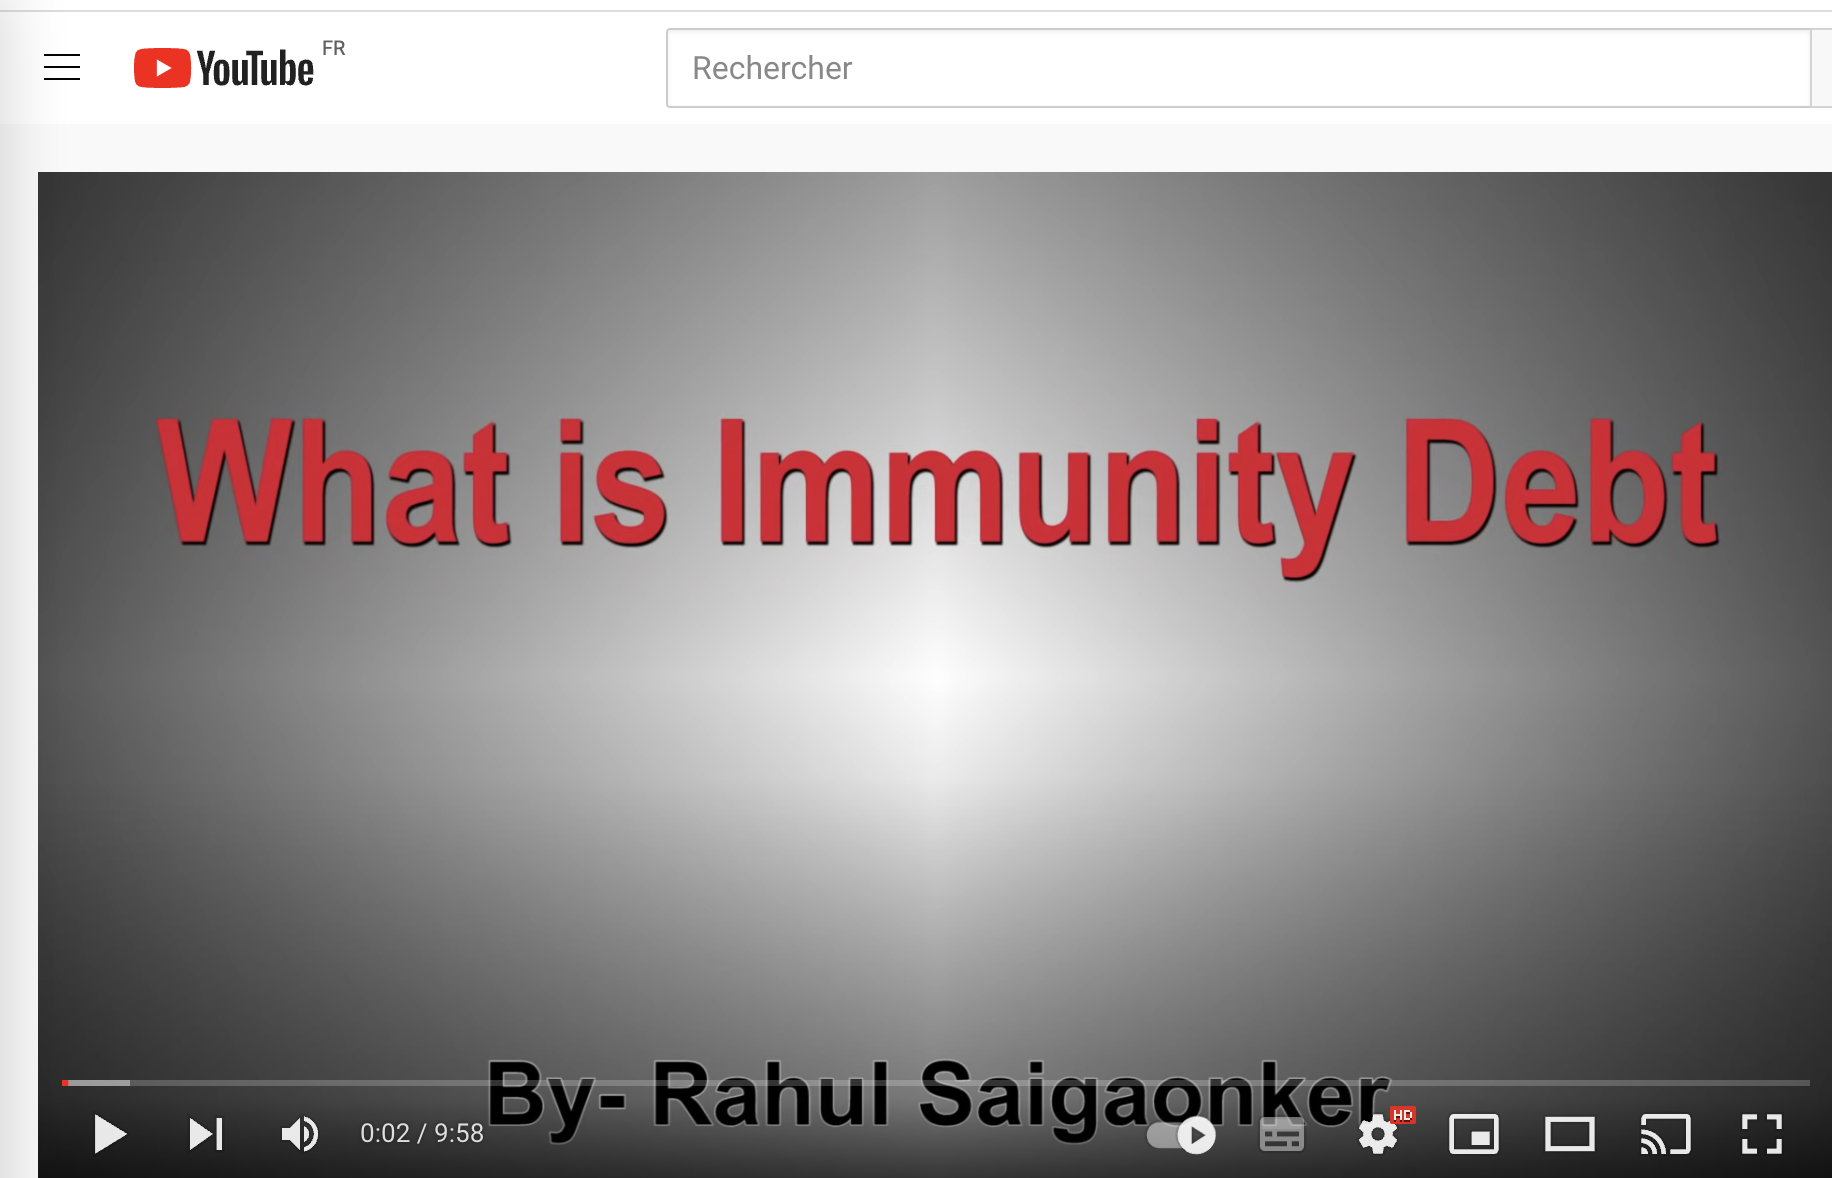 YouTube FR
Rechercher
What is Immunity Debt
By- Rahul Saigaonker
0:02 / 9:58
HD